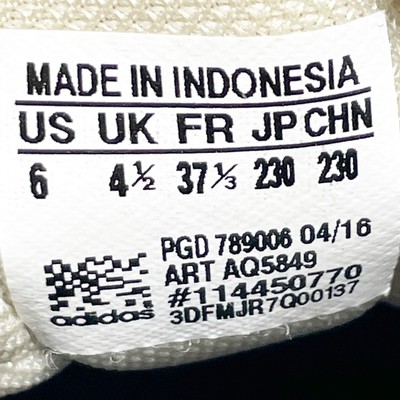 MADE IN INDONESIA
US UK FR JP CHN
6 4½ 37⅓ 230 230
PGD 789006 04/16
ART AQ5849
#114450770
3DFMJR7Q00137
adidas